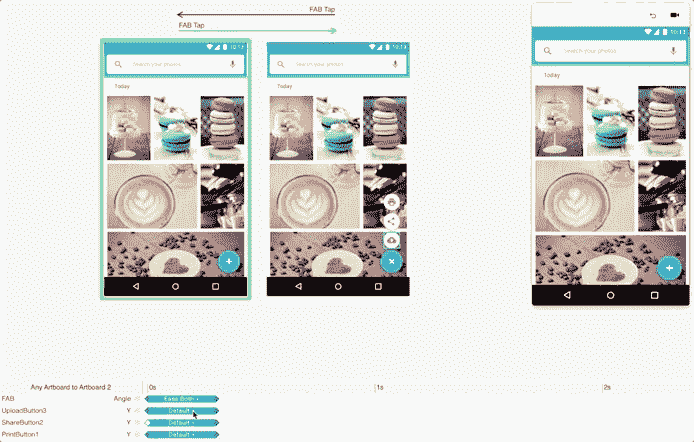 FAB Tap
FAB Tap
10:13
10:13
10:13
Search your photos
Search your photos
Search your photos
Today
Today
Today
Any Artboard to Artboard 2
0s
1s
2s
FAB Angle Ease Both
UploadButton3 Y Default
ShareButton2 Y Default
PrintButton1 Y Default